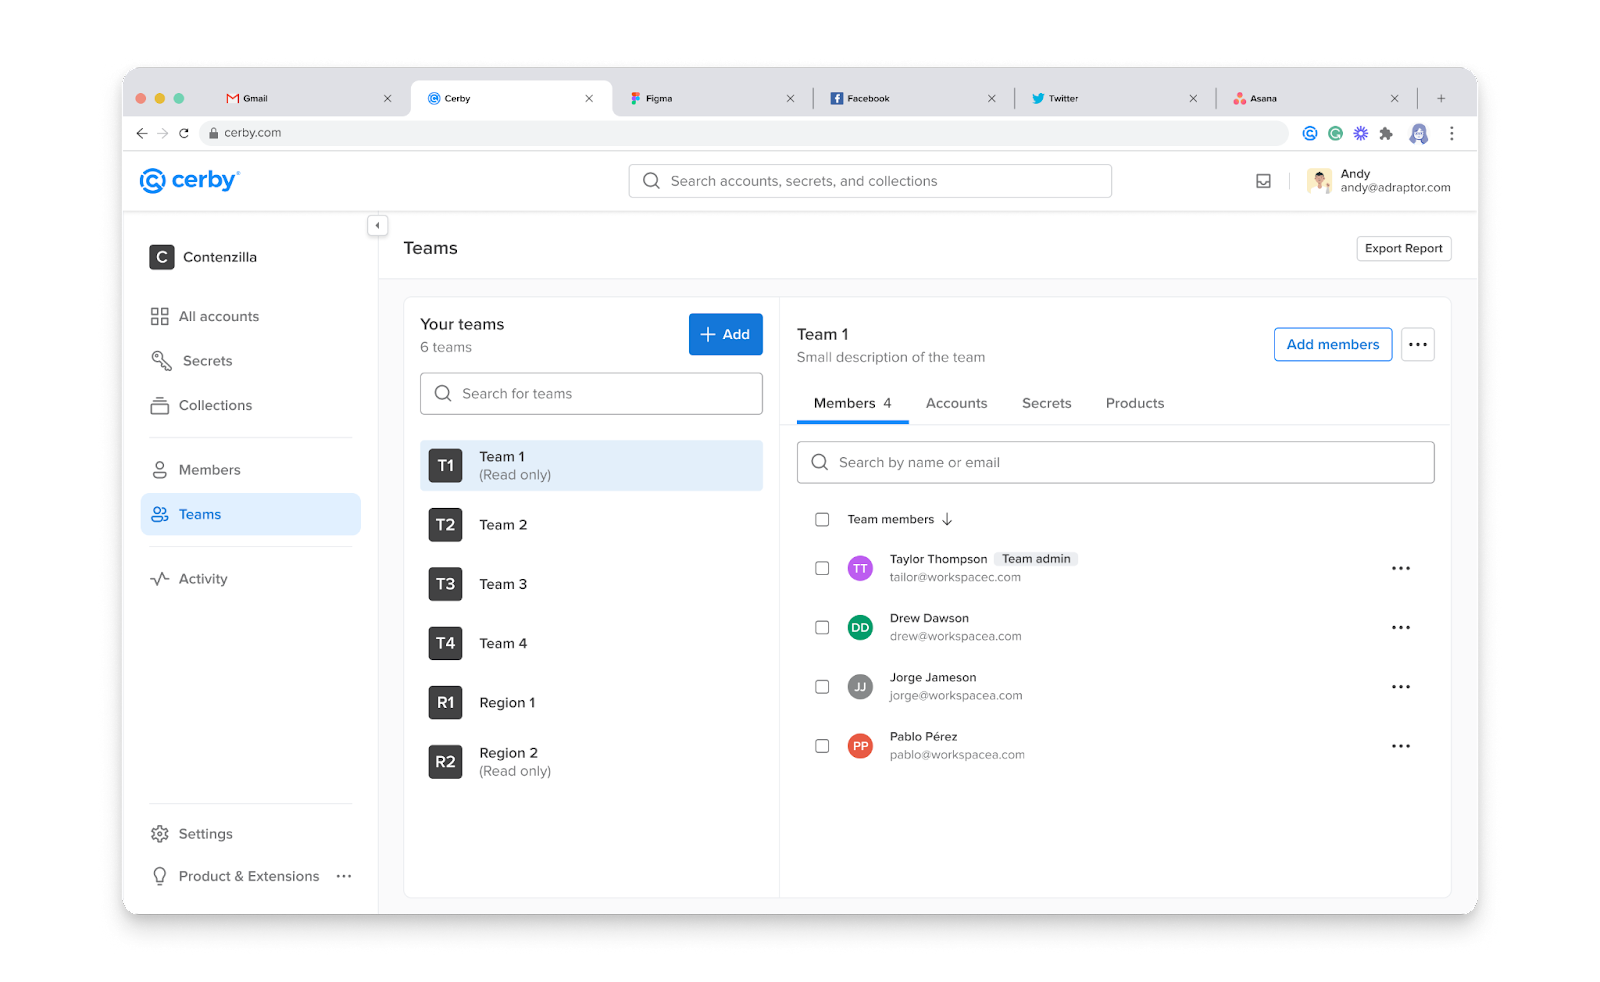 Gmail
Cerby
Figma
Facebook
Twitter
Asana
cerby.com
cerby
Search accounts, secrets, and collections
Andy
andy@adraptor.com
C Contenzilla
Teams
Export Report
All accounts
Secrets
Collections
Members
Teams
Activity
Settings
Product & Extensions
Your teams
6 teams
Add
Search for teams
T1 Team 1
(Read only)
T2 Team 2
T3 Team 3
T4 Team 4
R1 Region 1
R2 Region 2
(Read only)
Team 1
Small description of the team
Add members
Members 4 Accounts Secrets Products
Search by name or email
Team members
TT Taylor Thompson Team admin
tailor@workspacec.com
DD Drew Dawson
drew@workspacea.com
JJ Jorge Jameson
jorge@workspacea.com
PP Pablo Pérez
pablo@workspacea.com